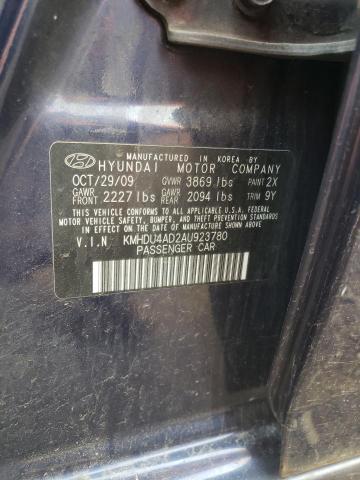 MANUFACTURED IN KOREA BY
HYUNDAI MOTOR COMPANY
OCT/29/09 GVWR 3869 lbs PAINT 2X
GAWR FRONT 2227 lbs GAWR REAR 2094 lbs TRIM 9Y
THIS VEHICLE CONFORMS TO ALL APPLICABLE U.S.A FEDERAL
MOTOR VEHICLE SAFETY, BUMPER, AND THEFT PREVENTION
STANDARDS IN EFFECT ON THE DATE OF MANUFACTURE SHOWN ABOVE.
V.I.N. KMHDU4AD2AU923780
PASSENGER CAR